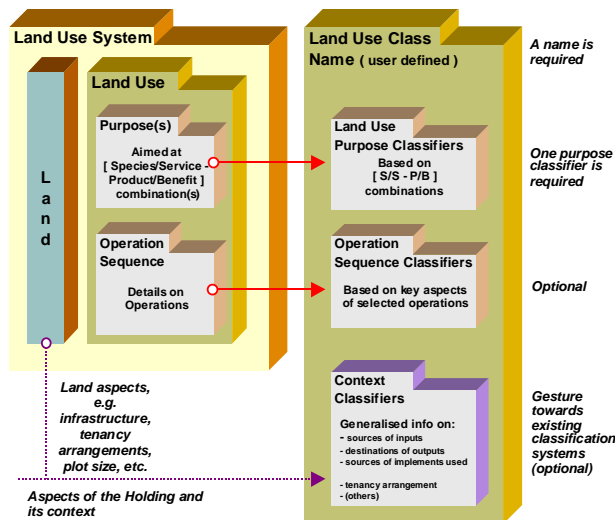 Land Use System
Land
Land Use
Purpose(s)
Aimed at
[ Species/Service -
Product/Benefit ]
combination(s)
Operation
Sequence
Details on
Operations
Land aspects,
e.g.
infrastructure,
tenancy
arrangements,
plot size, etc.
Aspects of the Holding and
its context
Land Use Class
Name ( user defined )
Land Use
Purpose Classifiers
Based on
[ S/S - P/B ]
combinations
Operation
Sequence Classifiers
Based on key aspects
of selected operations
Context
Classifiers
Generalised info on:
- sources of inputs
- destinations of outputs
- sources of implements used
- tenancy arrangement
- (others)
A name is
required
One purpose
classifier is
required
Optional
Gesture
towards
existing
classification
systems
(optional)